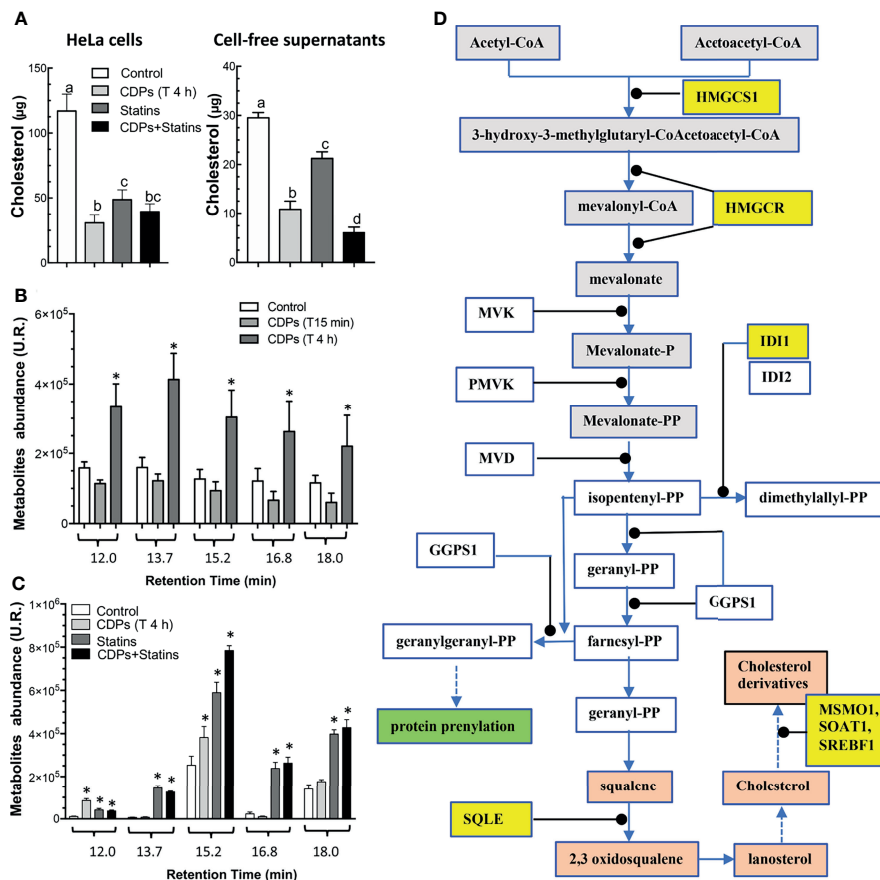 A
HeLa cells
Cell-free supernatants
Cholesterol (µg)
150
100
50
0
a
b
c
bc
Control
CDPs (T 4 h)
Statins
CDPs+Statins
Cholesterol (µg)
30
20
10
0
a
b
c
d
B
Metabolites abundance (U.R.)
6×10⁵
4×10⁵
2×10⁵
0
Control
CDPs (T15 min)
CDPs (T 4 h)
* * * * *
12.0 13.7 15.2 16.8 18.0
Retention Time (min)
C
Metabolites abundance (U.R.)
1×10⁶
8×10⁵
6×10⁵
4×10⁵
2×10⁵
0
Control
CDPs (T 4 h)
Statins
CDPs+Statins
* * * * * * * * * * * *
12.0 13.7 15.2 16.8 18.0
Retention Time (min)
D
Acetyl-CoA
Acetoacetyl-CoA
HMGCS1
3-hydroxy-3-methylglutaryl-CoAcetoacetyl-CoA
mevalonyl-CoA
HMGCR
mevalonate
MVK
Mevalonate-P
IDI1
IDI2
PMVK
Mevalonate-PP
MVD
isopentenyl-PP
dimethylallyl-PP
GGPS1
geranyl-PP
GGPS1
geranylgeranyl-PP
farnesyl-PP
Cholesterol
derivatives
protein prenylation
geranyl-PP
MSMO1,
SOAT1,
SREBF1
squalene
Cholesterol
SQLE
2,3 oxidosqualene
lanosterol